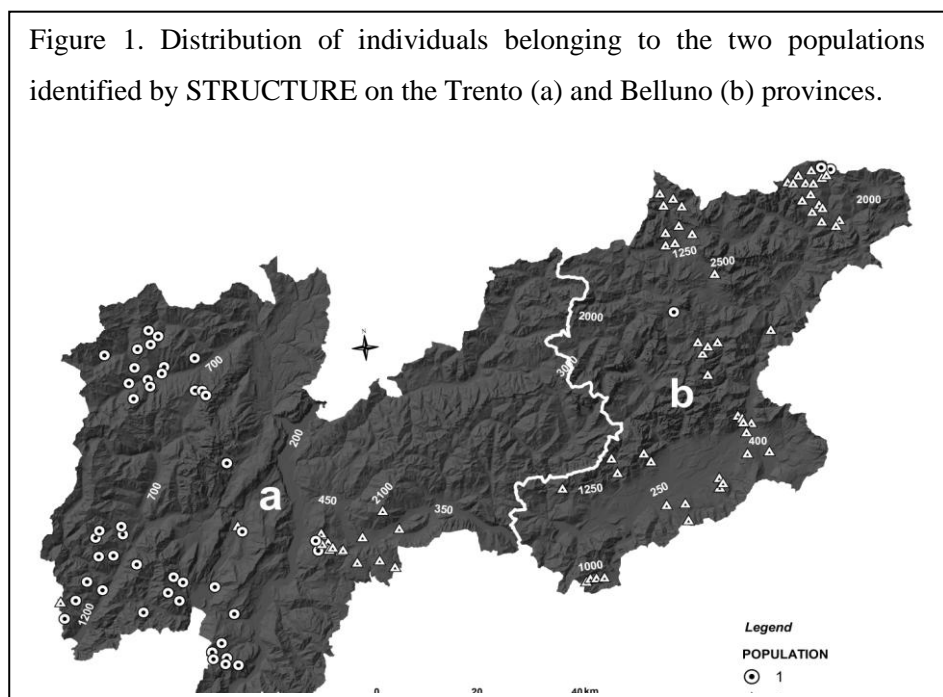 Figure 1. Distribution of individuals belonging to the two populations
identified by STRUCTURE on the Trento (a) and Belluno (b) provinces.
2000
1250
2500
2000
700
3000
b
200
400
700
a
450
2100
350
1250
250
1000
1200
N
Legend
POPULATION
1
0 20 40 km